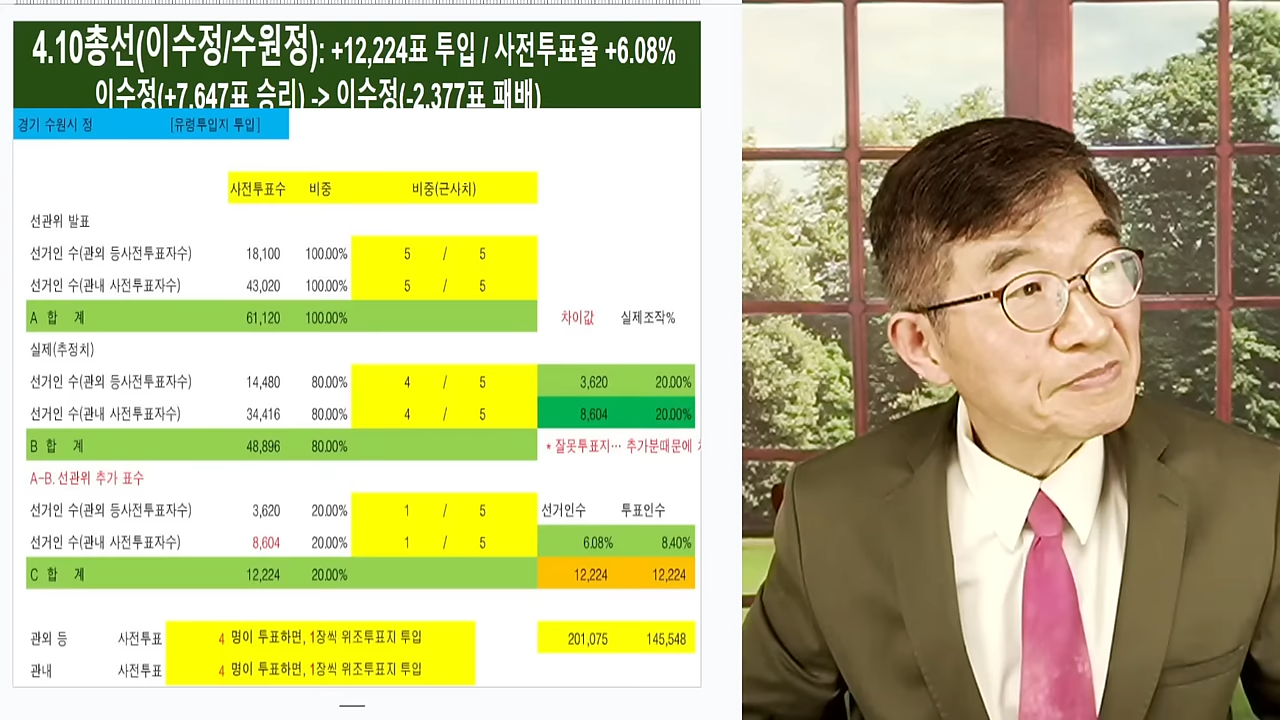 4.10총선(이수정/수원정): +12,224표 투입 / 사전투표율 +6.08%
이수정(+7,647표 승리) -> 이수정(-2,377표 패배)
경기 수원시 정 [유령투입지 투입]
사전투표수 비중 비중(근사치)
선관위 발표
선거인 수(관외 등사전투표자수) 18,100 100.00% 5 / 5
선거인 수(관내 사전투표자수) 43,020 100.00% 5 / 5
A 합 계 61,120 100.00% 차이값 실제조작%
실제(추정치)
선거인 수(관외 등사전투표자수) 14,480 80.00% 4 / 5 3,620 20.00%
선거인 수(관내 사전투표자수) 34,416 80.00% 4 / 5 8,604 20.00%
B 합 계 48,896 80.00% * 잘못투표지… 추가분때문에
A-B. 선관위 추가 표수
선거인 수(관외 등사전투표자수) 3,620 20.00% 1 / 5 선거인수 투표인수
선거인 수(관내 사전투표자수) 8,604 20.00% 1 / 5 6.08% 8.40%
C 합 계 12,224 20.00% 12,224 12,224
관외 등 사전투표 4 명이 투표하면, 1장씩 위조투표지 투입 201,075 145,548
관내 사전투표 4 명이 투표하면, 1장씩 위조투표지 투입